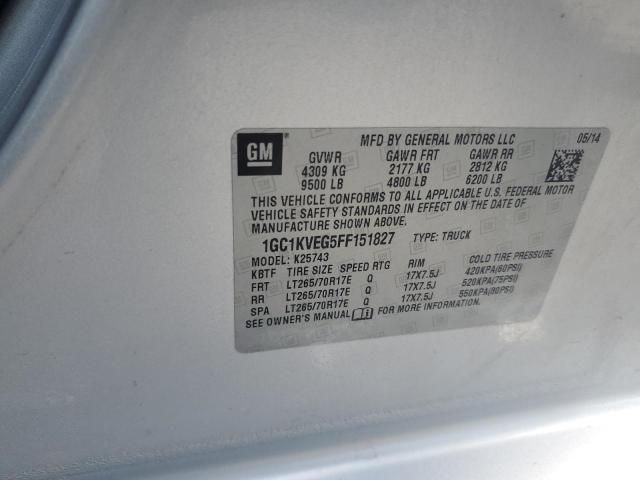 GM
MFD BY GENERAL MOTORS LLC 05/14
GVWR GAWR FRT GAWR RR
4309 KG 2177 KG 2812 KG
9500 LB 4800 LB 6200 LB
THIS VEHICLE CONFORMS TO ALL APPLICABLE U.S. FEDERAL MOTOR
VEHICLE SAFETY STANDARDS IN EFFECT ON THE DATE OF
MANUFACTURE SHOWN ABOVE.
1GC1KVEG5FF151827 TYPE: TRUCK
MODEL: K25743
KBTF TIRE SIZE SPEED RTG RIM COLD TIRE PRESSURE
FRT LT265/70R17E Q 17X7.5J 420KPA(60PSI)
RR LT265/70R17E Q 17X7.5J 520KPA(75PSI)
SPA LT265/70R17E Q 17X7.5J 550KPA(80PSI)
SEE OWNER'S MANUAL FOR ADDITIONAL INFORMATION